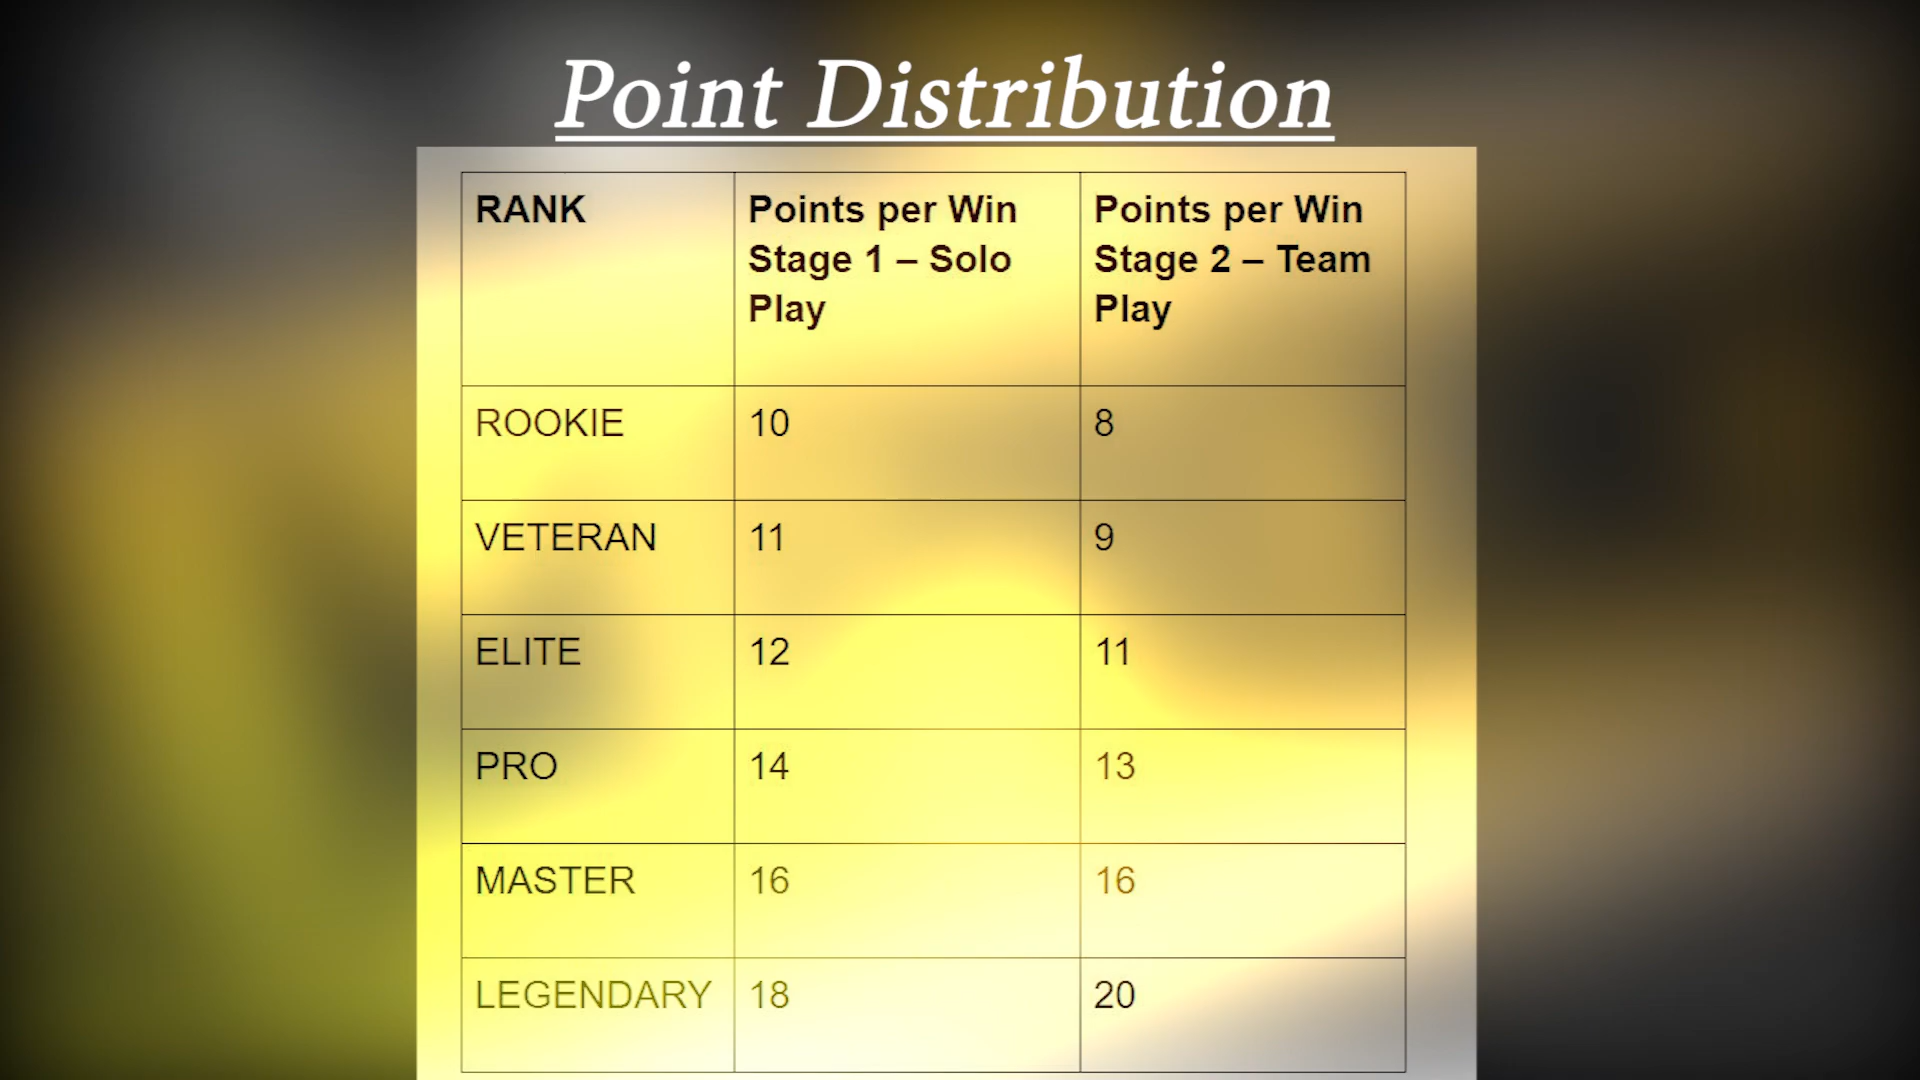 Point Distribution
RANK
Points per Win
Stage 1 – Solo
Play
Points per Win
Stage 2 – Team
Play
ROOKIE 10 8
VETERAN 11 9
ELITE 12 11
PRO 14 13
MASTER 16 16
LEGENDARY 18 20